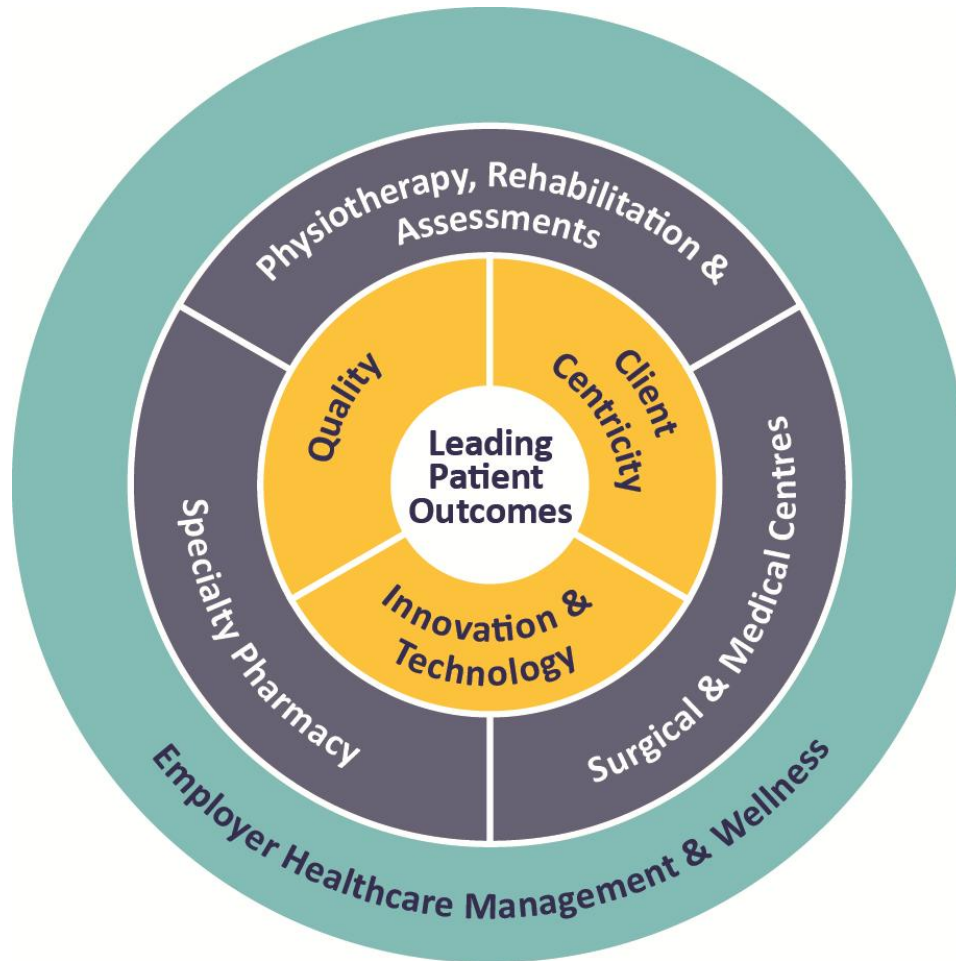 Physiotherapy, Rehabilitation &
Assessments
Quality
Client
Centricity
Leading
Patient
Outcomes
Innovation &
Technology
Specialty Pharmacy
Surgical & Medical Centres
Employer Healthcare Management & Wellness